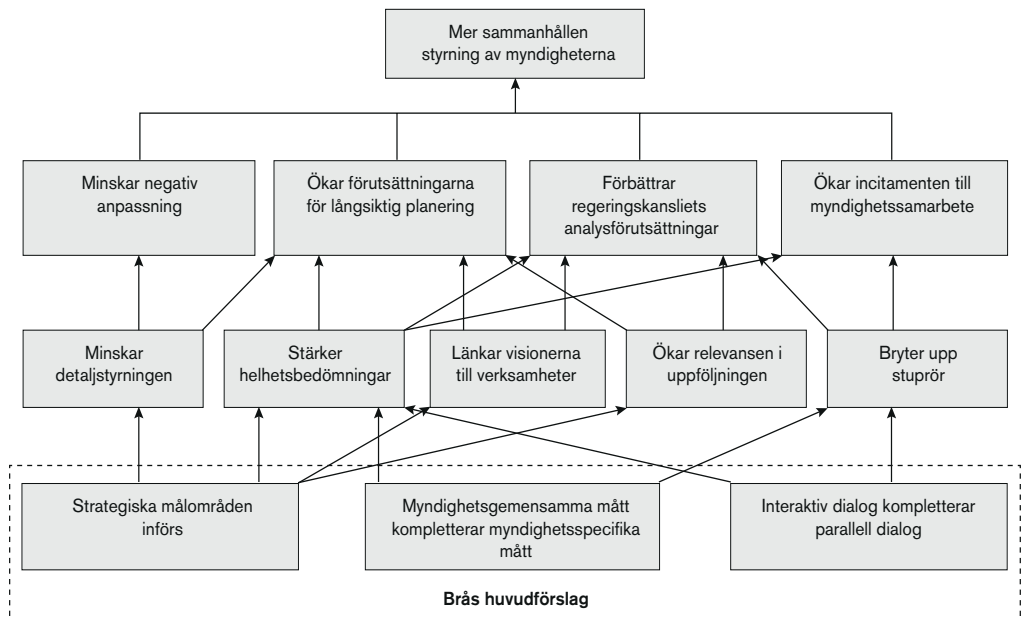 Mer sammanhållen
styrning av myndigheterna
Minskar negativ
anpassning
Ökar förutsättningarna
för långsiktig planering
Förbättrar
regeringskansliets
analysförutsättningar
Ökar incitamenten till
myndighetssamarbete
Minskar
detaljstyrningen
Stärker
helhetsbedömningar
Länkar visionerna
till verksamheter
Ökar relevansen i
uppföljningen
Bryter upp
stuprör
Strategiska målområden
införs
Myndighetsgemensamma mått
kompletterar myndighetsspecifika
mått
Interaktiv dialog kompletterar
parallell dialog
Brås huvudförslag